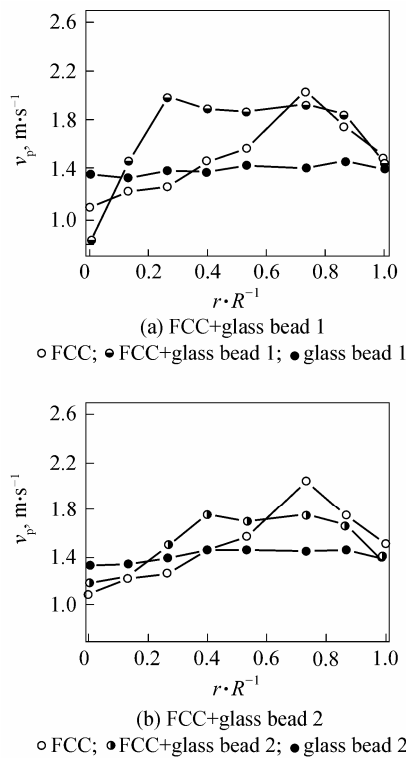 2.6
2.2
1.8
1.4
1.0
vp, m·s⁻¹
0 0.2 0.4 0.6 0.8 1.0
r·R⁻¹
(a) FCC+glass bead 1
○ FCC; ◒ FCC+glass bead 1; ● glass bead 1
2.6
2.2
1.8
1.4
1.0
vp, m·s⁻¹
0 0.2 0.4 0.6 0.8 1.0
r·R⁻¹
(b) FCC+glass bead 2
○ FCC; ◑ FCC+glass bead 2; ● glass bead 2